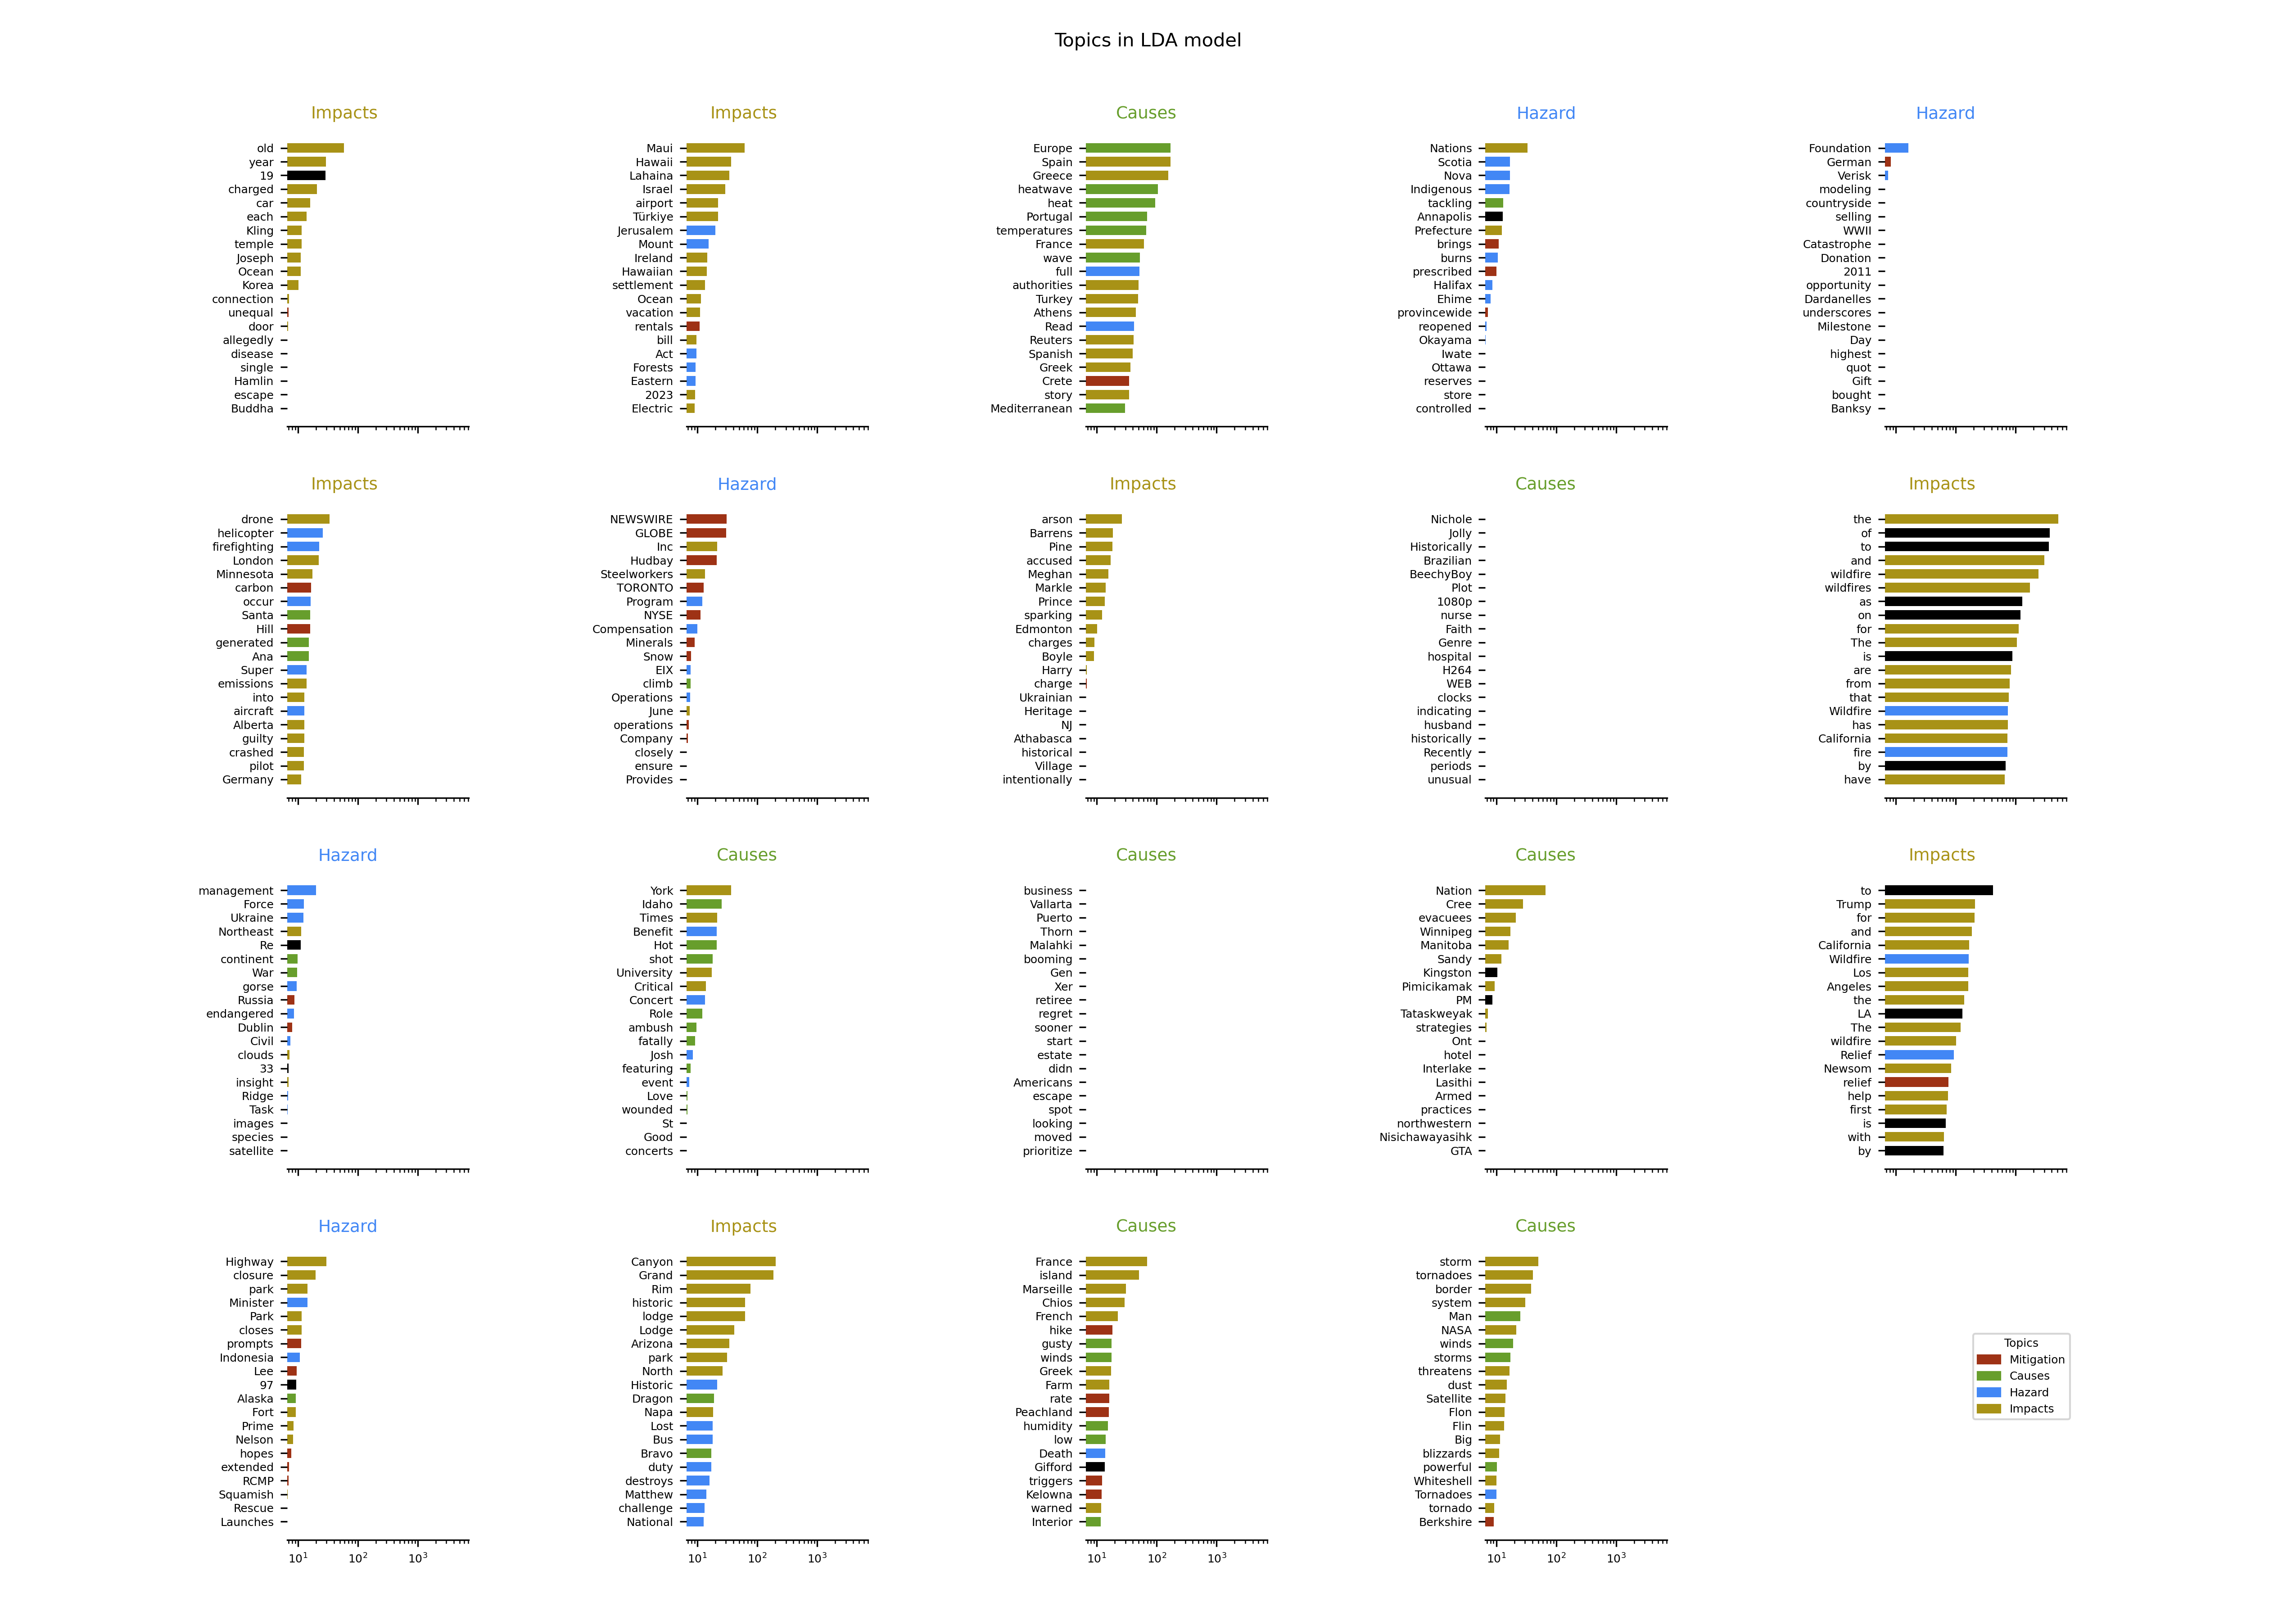 Topics in LDA model
Impacts
old
year
19
charged
car
each
Kling
temple
Joseph
Ocean
Korea
connection
unequal
door
allegedly
disease
single
Hamlin
escape
Buddha
Impacts
Maui
Hawaii
Lahaina
Israel
airport
Türkiye
Jerusalem
Mount
Ireland
Hawaiian
settlement
Ocean
vacation
rentals
bill
Act
Forests
Eastern
2023
Electric
Causes
Europe
Spain
Greece
heatwave
heat
Portugal
temperatures
France
wave
full
authorities
Turkey
Athens
Read
Reuters
Spanish
Greek
Crete
story
Mediterranean
Hazard
Nations
Scotia
Nova
Indigenous
tackling
Annapolis
Prefecture
brings
burns
prescribed
Halifax
Ehime
provincewide
reopened
Okayama
Iwate
Ottawa
reserves
store
controlled
Hazard
Foundation
German
Verisk
modeling
countryside
selling
WWII
Catastrophe
Donation
2011
opportunity
Dardanelles
underscores
Milestone
Day
highest
quot
Gift
bought
Banksy
Impacts
drone
helicopter
firefighting
London
Minnesota
carbon
occur
Santa
Hill
generated
Ana
Super
emissions
into
aircraft
Alberta
guilty
crashed
pilot
Germany
Hazard
NEWSWIRE
GLOBE
Inc
Hudbay
Steelworkers
TORONTO
Program
NYSE
Compensation
Minerals
Snow
EIX
climb
Operations
June
operations
Company
closely
ensure
Provides
Impacts
arson
Barrens
Pine
accused
Meghan
Markle
Prince
sparking
Edmonton
charges
Boyle
Harry
charge
Ukrainian
Heritage
NJ
Athabasca
historical
Village
intentionally
Causes
Nichole
Jolly
Historically
Brazilian
BeechyBoy
Plot
1080p
nurse
Faith
Genre
hospital
H264
WEB
clocks
indicating
husband
historically
Recently
periods
unusual
Impacts
the
of
to
and
wildfire
wildfires
as
on
for
The
is
are
from
that
Wildfire
has
California
fire
by
have
Hazard
management
Force
Ukraine
Northeast
Re
continent
War
gorse
Russia
endangered
Dublin
Civil
clouds
33
insight
Ridge
Task
images
species
satellite
Causes
York
Idaho
Times
Benefit
Hot
shot
University
Critical
Concert
Role
ambush
fatally
Josh
featuring
event
Love
wounded
St
Good
concerts
Causes
business
Vallarta
Puerto
Thorn
Malahki
booming
Gen
Xer
retiree
regret
sooner
start
estate
didn
Americans
escape
spot
looking
moved
prioritize
Causes
Nation
Cree
evacuees
Winnipeg
Manitoba
Sandy
Kingston
Pimicikamak
PM
Tataskweyak
strategies
Ont
hotel
Interlake
Lasithi
Armed
practices
northwestern
Nisichawayasihk
GTA
Impacts
to
Trump
for
and
California
Wildfire
Los
Angeles
the
LA
The
wildfire
Relief
Newsom
relief
help
first
is
with
by
Hazard
Highway
closure
park
Minister
Park
closes
prompts
Indonesia
Lee
97
Alaska
Fort
Prime
Nelson
hopes
extended
RCMP
Squamish
Rescue
Launches
10¹ 10² 10³
Impacts
Canyon
Grand
Rim
historic
lodge
Lodge
Arizona
park
North
Historic
Dragon
Napa
Lost
Bus
Bravo
duty
destroys
Matthew
challenge
National
10¹ 10² 10³
Causes
France
island
Marseille
Chios
French
hike
gusty
winds
Greek
Farm
rate
Peachland
humidity
low
Death
Gifford
triggers
Kelowna
warned
Interior
10¹ 10² 10³
Causes
storm
tornadoes
border
system
Man
NASA
winds
storms
threatens
dust
Satellite
Flon
Flin
Big
blizzards
powerful
Whiteshell
Tornadoes
tornado
Berkshire
10¹ 10² 10³
Topics
Mitigation
Causes
Hazard
Impacts